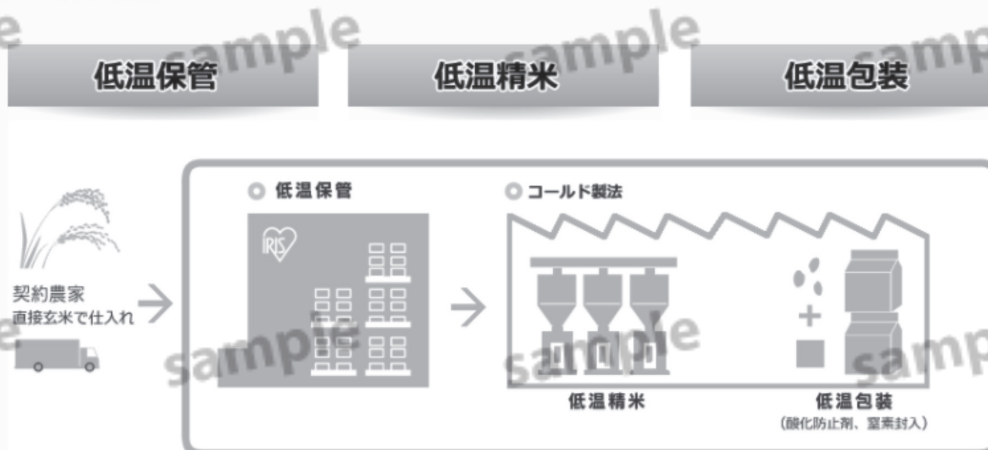 低温保管
低温精米
低温包装
低温保管
コールド製法
IRIS
契約農家
直接玄米で仕入れ
低温精米
低温包装
(酸化防止剤、窒素封入)
sample
sample
sample
sample
sample
sample